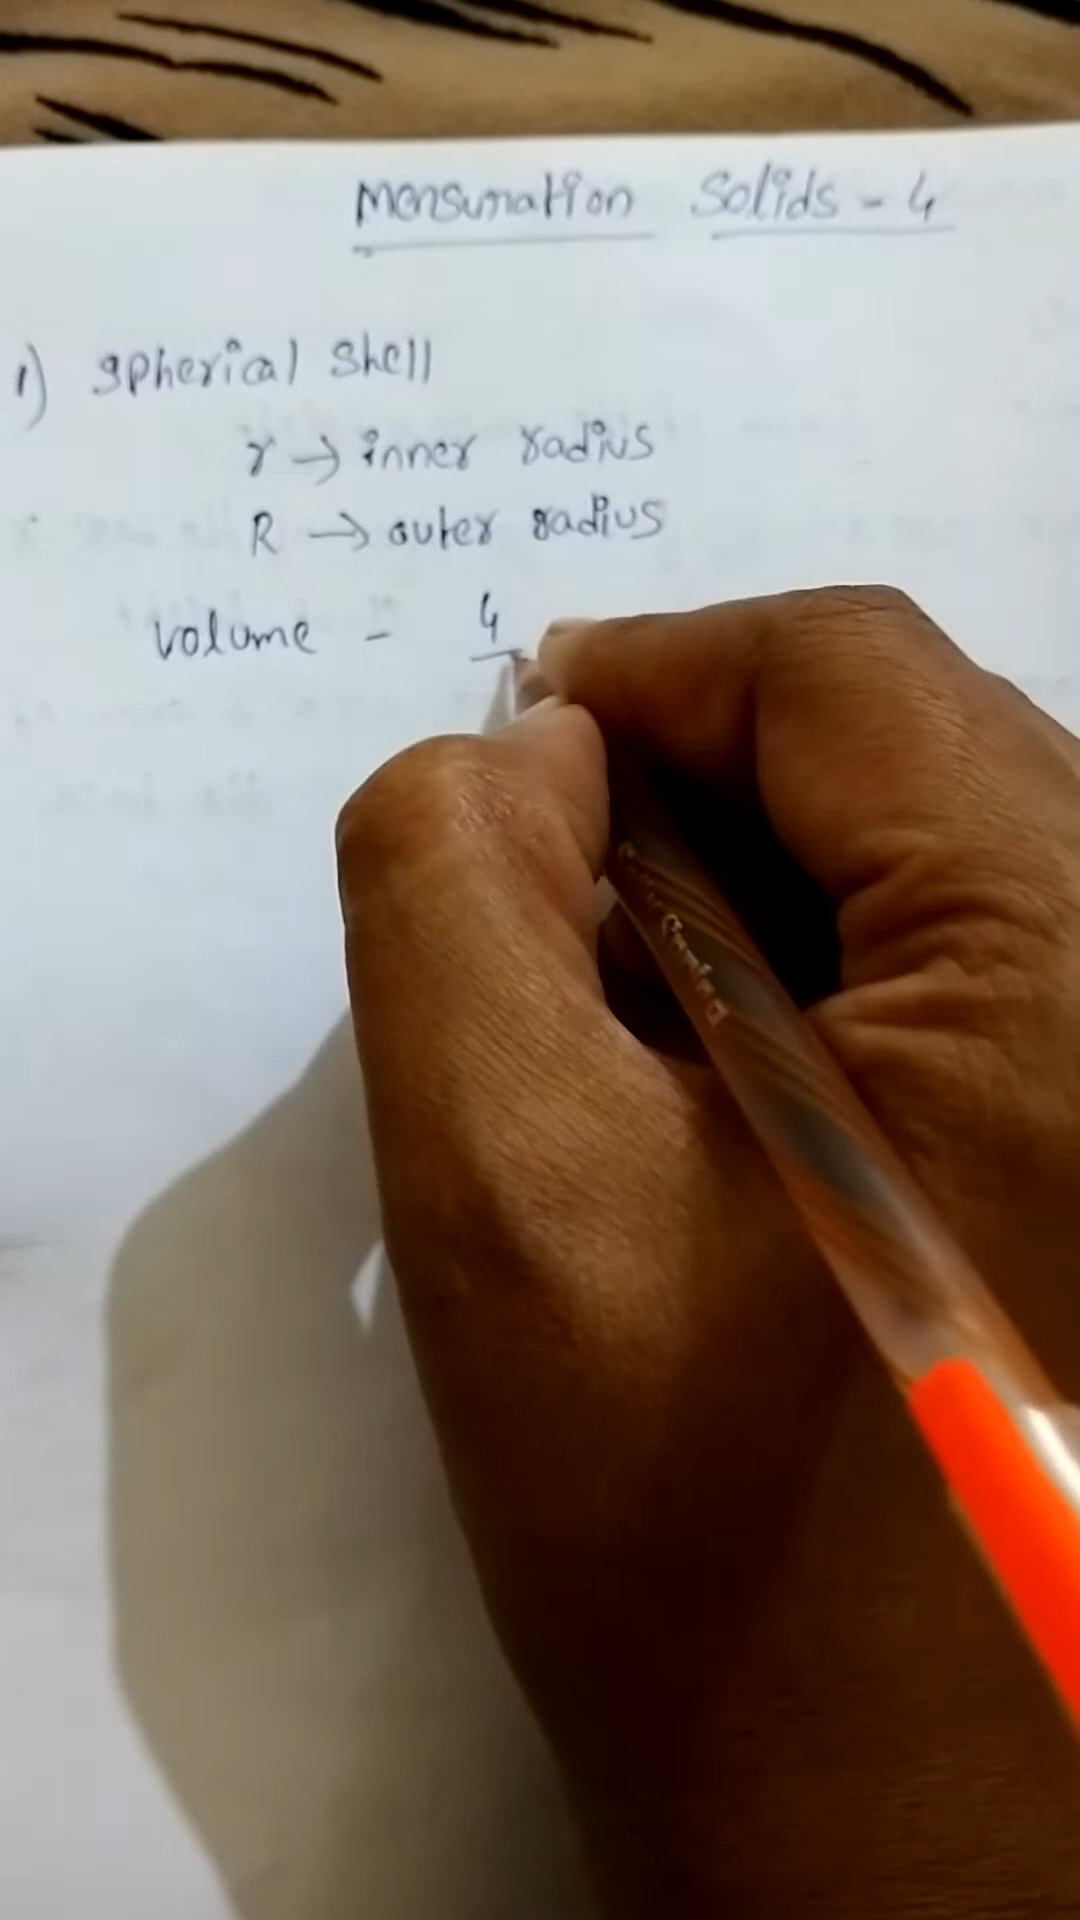 Mensuration Solids - 4
1) Spherical Shell
r → inner radius
R → outer radius
Volume - 4